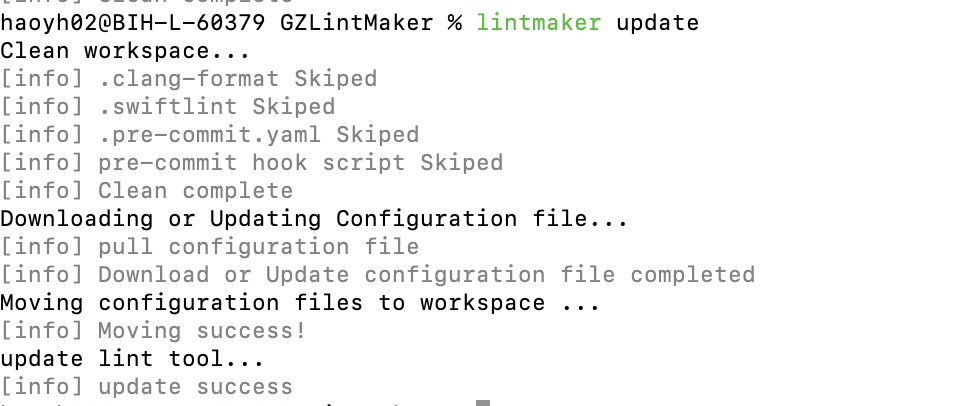 [info] Clean complete
haoyh02@BIH-L-60379 GZLintMaker % lintmaker update
Clean workspace...
[info] .clang-format Skiped
[info] .swiftlint Skiped
[info] .pre-commit.yaml Skiped
[info] pre-commit hook script Skiped
[info] Clean complete
Downloading or Updating Configuration file...
[info] pull configuration file
[info] Download or Update configuration file completed
Moving configuration files to workspace ...
[info] Moving success!
update lint tool...
[info] update success